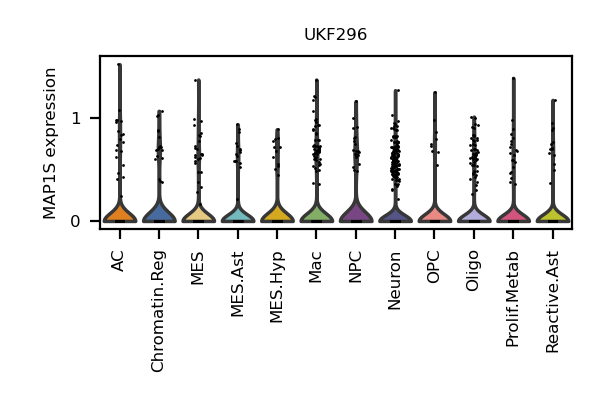 UKF296
MAP1S expression
1
0
AC
Chromatin.Reg
MES
MES.Ast
MES.Hyp
Mac
NPC
Neuron
OPC
Oligo
Prolif.Metab
Reactive.Ast